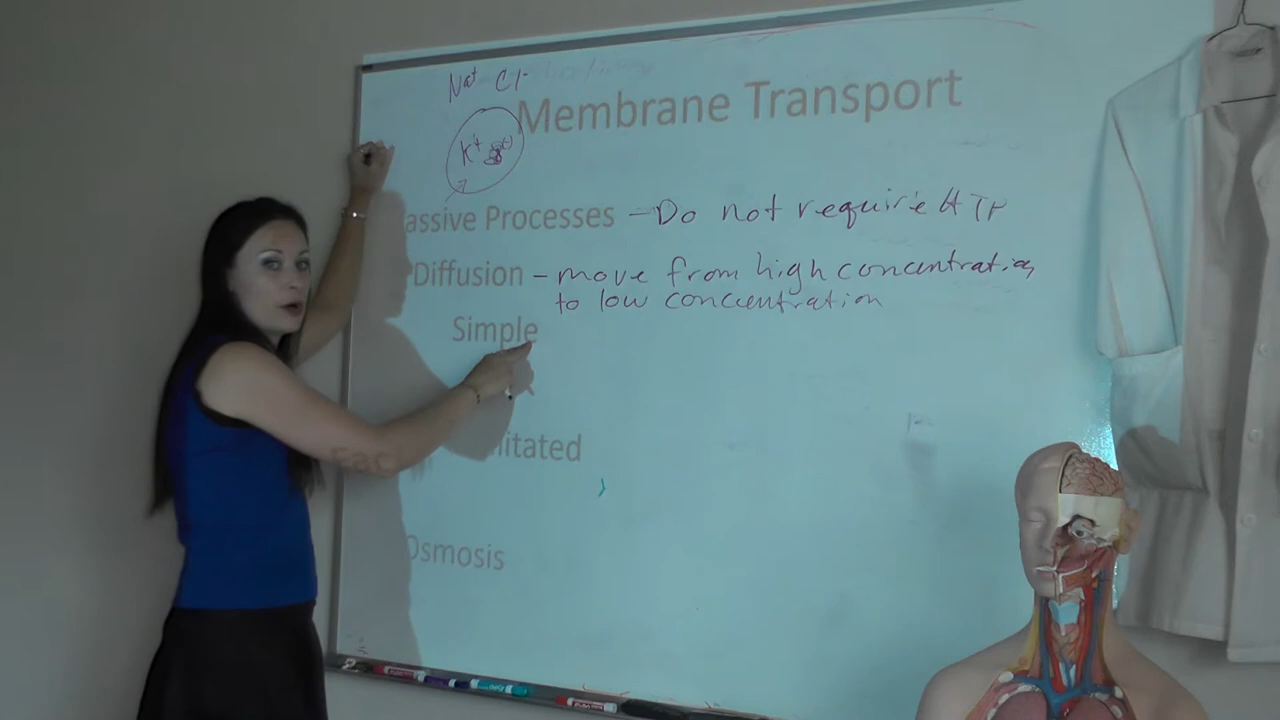 Na+ Cl-
Membrane Transport
K+ (-)
assive Processes - Do not require ATP
Diffusion - move from high concentration
to low concentration
Simple
litated
Osmosis